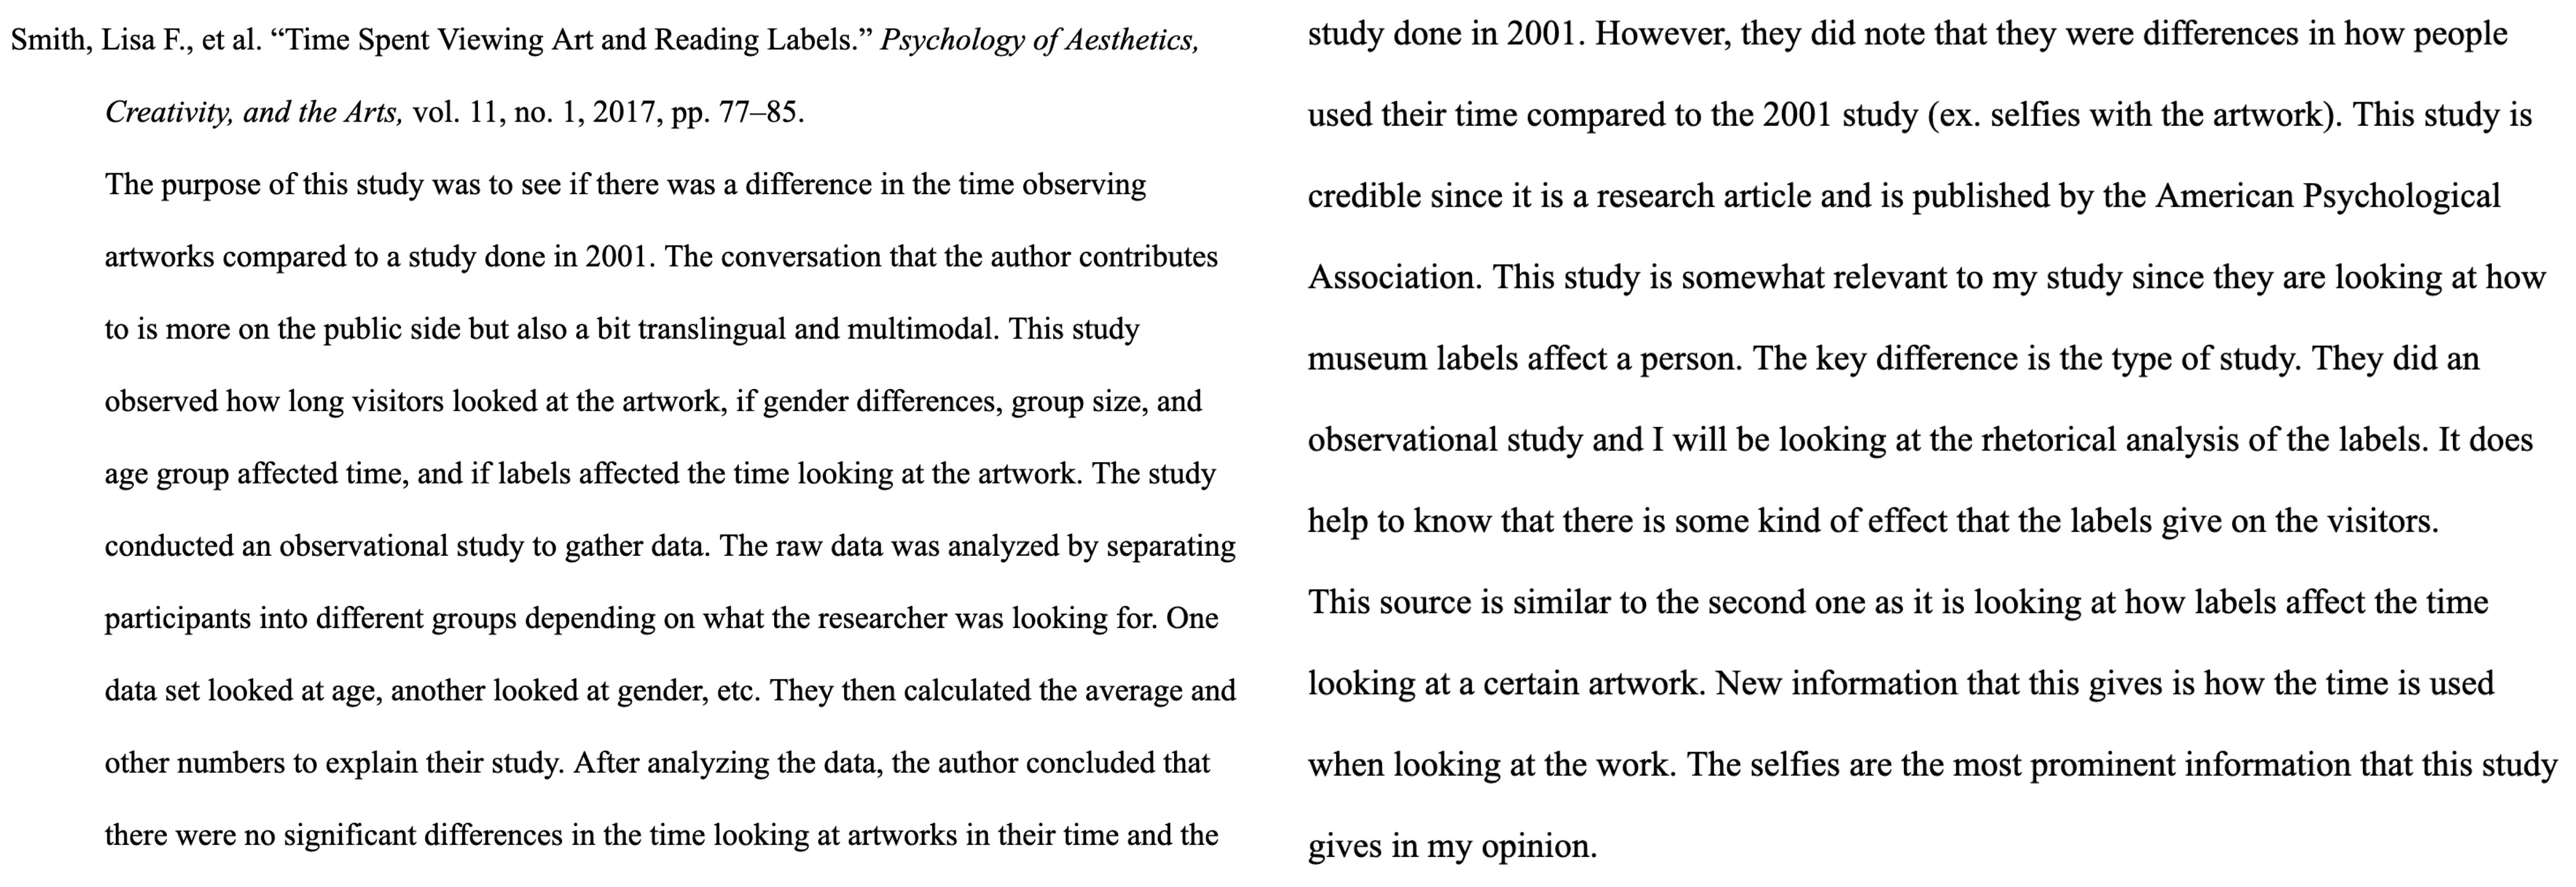 Smith, Lisa F., et al. “Time Spent Viewing Art and Reading Labels.” Psychology of Aesthetics,
Creativity, and the Arts, vol. 11, no. 1, 2017, pp. 77–85.
The purpose of this study was to see if there was a difference in the time observing
artworks compared to a study done in 2001. The conversation that the author contributes
to is more on the public side but also a bit translingual and multimodal. This study
observed how long visitors looked at the artwork, if gender differences, group size, and
age group affected time, and if labels affected the time looking at the artwork. The study
conducted an observational study to gather data. The raw data was analyzed by separating
participants into different groups depending on what the researcher was looking for. One
data set looked at age, another looked at gender, etc. They then calculated the average and
other numbers to explain their study. After analyzing the data, the author concluded that
there were no significant differences in the time looking at artworks in their time and the
study done in 2001. However, they did note that they were differences in how people
used their time compared to the 2001 study (ex. selfies with the artwork). This study is
credible since it is a research article and is published by the American Psychological
Association. This study is somewhat relevant to my study since they are looking at how
museum labels affect a person. The key difference is the type of study. They did an
observational study and I will be looking at the rhetorical analysis of the labels. It does
help to know that there is some kind of effect that the labels give on the visitors.
This source is similar to the second one as it is looking at how labels affect the time
looking at a certain artwork. New information that this gives is how the time is used
when looking at the work. The selfies are the most prominent information that this study
gives in my opinion.